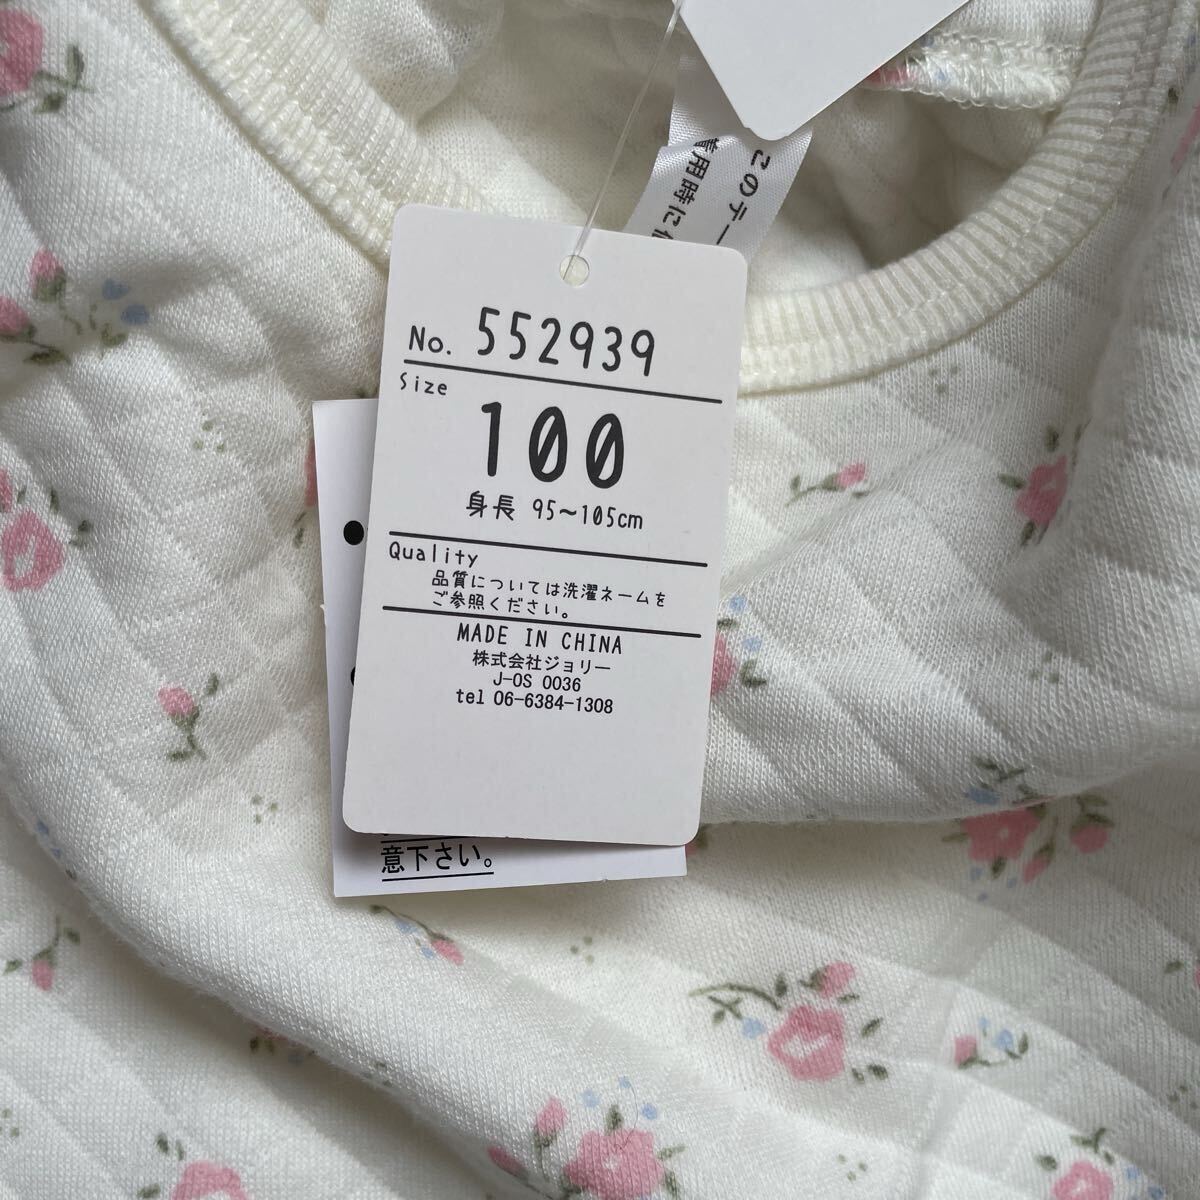 このテー
着用時に
No. 552939
Size
100
身長 95～105cm
Quality
品質については洗濯ネームを
ご参照ください。
MADE IN CHINA
株式会社ジョリー
J-OS 0036
tel 06-6384-1308
意下さい。